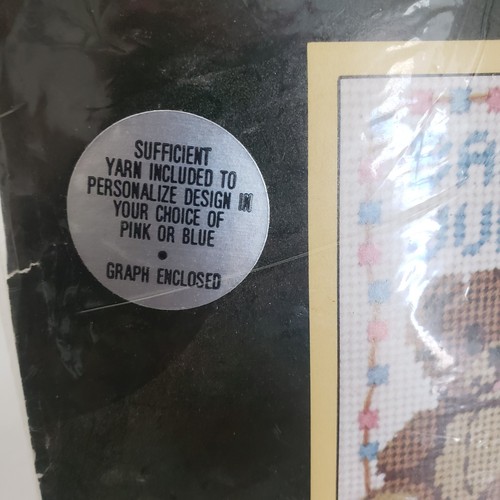 SUFFICIENT
YARN INCLUDED TO
PERSONALIZE DESIGN IN
YOUR CHOICE OF
PINK OR BLUE
•
GRAPH ENCLOSED